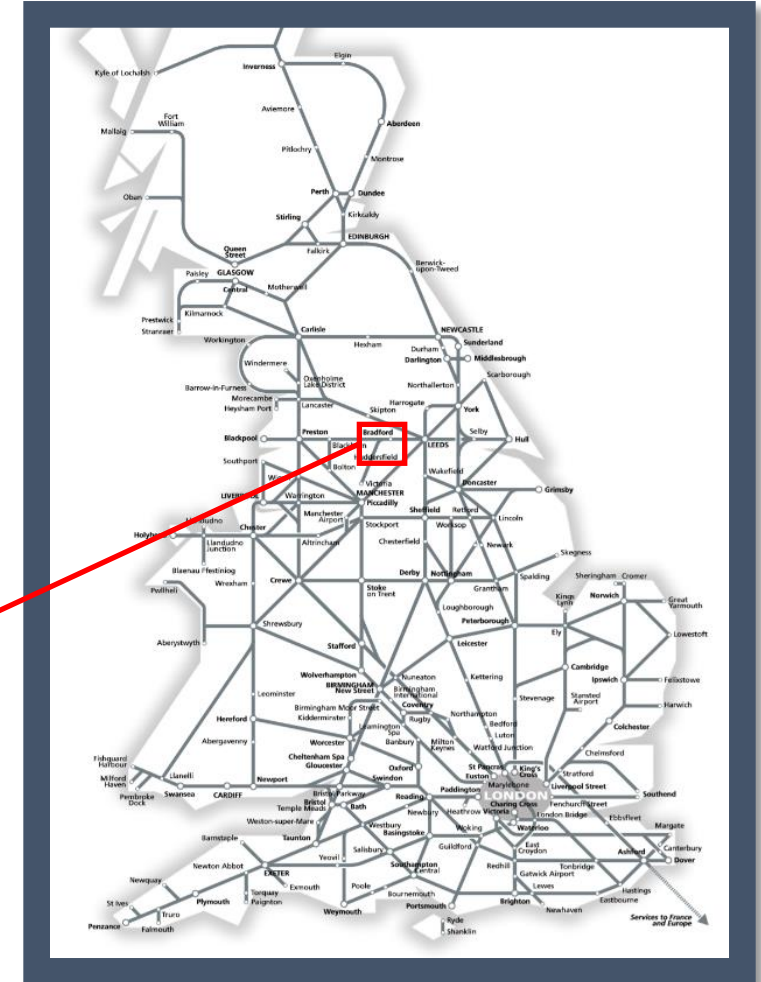 Elgin
Inverness
Kyle of Lochalsh
Aviemore
Fort
William
Aberdeen
Mallaig
Pitlochry
Montrose
Perth
Dundee
Oban
Stirling
Kirkcaldy
EDINBURGH
Queen
Street
Falkirk
Berwick-
upon-Tweed
Paisley
GLASGOW
Central
Motherwell
Kilmarnock
Prestwick
Stranraer
Carlisle
NEWCASTLE
Sunderland
Workington
Hexham
Durham
Darlington
Middlesbrough
Windermere
Scarborough
Oxenholme
Lake District
Northallerton
Barrow-in-Furness
Morecambe
Heysham Port
Lancaster
Harrogate
York
Skipton
Preston
Bradford
Selby
Blackpool
LEEDS
Hull
Huddersfield
Southport
Bolton
Wakefield
Victoria
Doncaster
MANCHESTER
Grimsby
Warrington
Piccadilly
Manchester
Airport
Sheffield
Retford
Lincoln
Stockport
Worksop
Chester
Llandudno
Junction
Altrincham
Chesterfield
Newark
Skegness
Blaenau Ffestiniog
Derby
Nottingham
Spalding
Sheringham
Cromer
Pwllheli
Wrexham
Crewe
Stoke
on Trent
Grantham
Kings
Lynn
Norwich
Great
Yarmouth
Loughborough
Peterborough
Aberystwyth
Shrewsbury
Stafford
Leicester
Ely
Lowestoft
Wolverhampton
BIRMINGHAM
New Street
Nuneaton
Kettering
Cambridge
Ipswich
Felixstowe
Birmingham
International
Leominster
Birmingham Moor Street
Coventry
Stevenage
Stansted
Airport
Harwich
Kidderminster
Rugby
Northampton
Hereford
Leamington
Spa
Bedford
Colchester
Abergavenny
Worcester
Banbury
Milton
Keynes
Luton
Watford Junction
Chelmsford
Fishguard
Harbour
Cheltenham Spa
Gloucester
Oxford
St Pancras
Euston
King's
Cross
Stratford
Milford
Haven
Llanelli
Newport
Swindon
Marylebone
Liverpool Street
Pembroke
Dock
Swansea
CARDIFF
Bristol Parkway
Reading
Paddington
LONDON
Southend
Bristol
Temple Meads
Bath
Charing Cross
Fenchurch Street
Newbury
Heathrow
Victoria
London Bridge
Ebbsfleet
Weston-super-Mare
Westbury
Basingstoke
Woking
Waterloo
Margate
Barnstaple
Taunton
East
Croydon
Canterbury
Salisbury
Guildford
Ashford
Dover
Yeovil
Southampton
Central
Redhill
Tonbridge
Newton Abbot
EXETER
Gatwick Airport
Newquay
Exmouth
Poole
Lewes
Hastings
Torquay
Paignton
Bournemouth
Eastbourne
St Ives
Plymouth
Weymouth
Portsmouth
Brighton
Newhaven
Truro
Penzance
Falmouth
Ryde
Shanklin
Services to France
and Europe